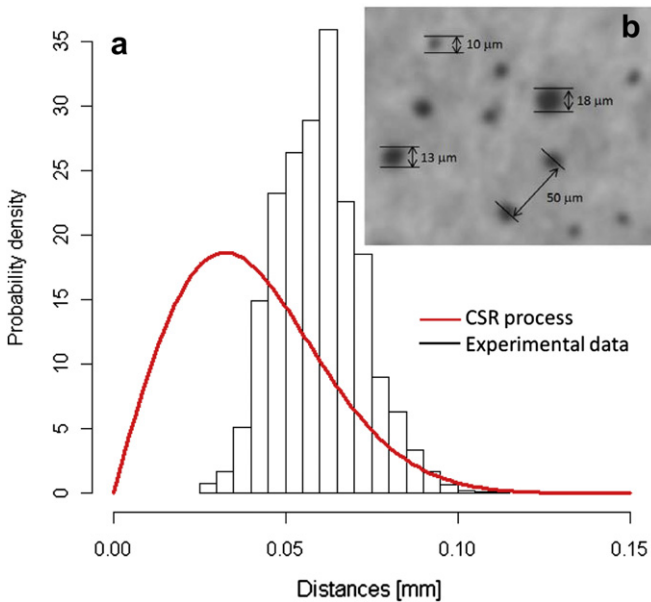 a
b
35
30
25
20
15
10
5
0
Probability density
0.00
0.05
0.10
0.15
Distances [mm]
CSR process
Experimental data
10 μm
18 μm
13 μm
50 μm